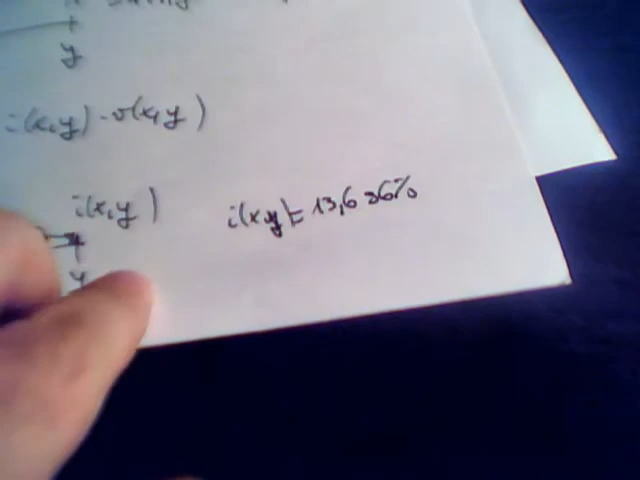 y
i(x,y) - v(x,y)
i(x,y)
i(x,y) = 13,636%
y